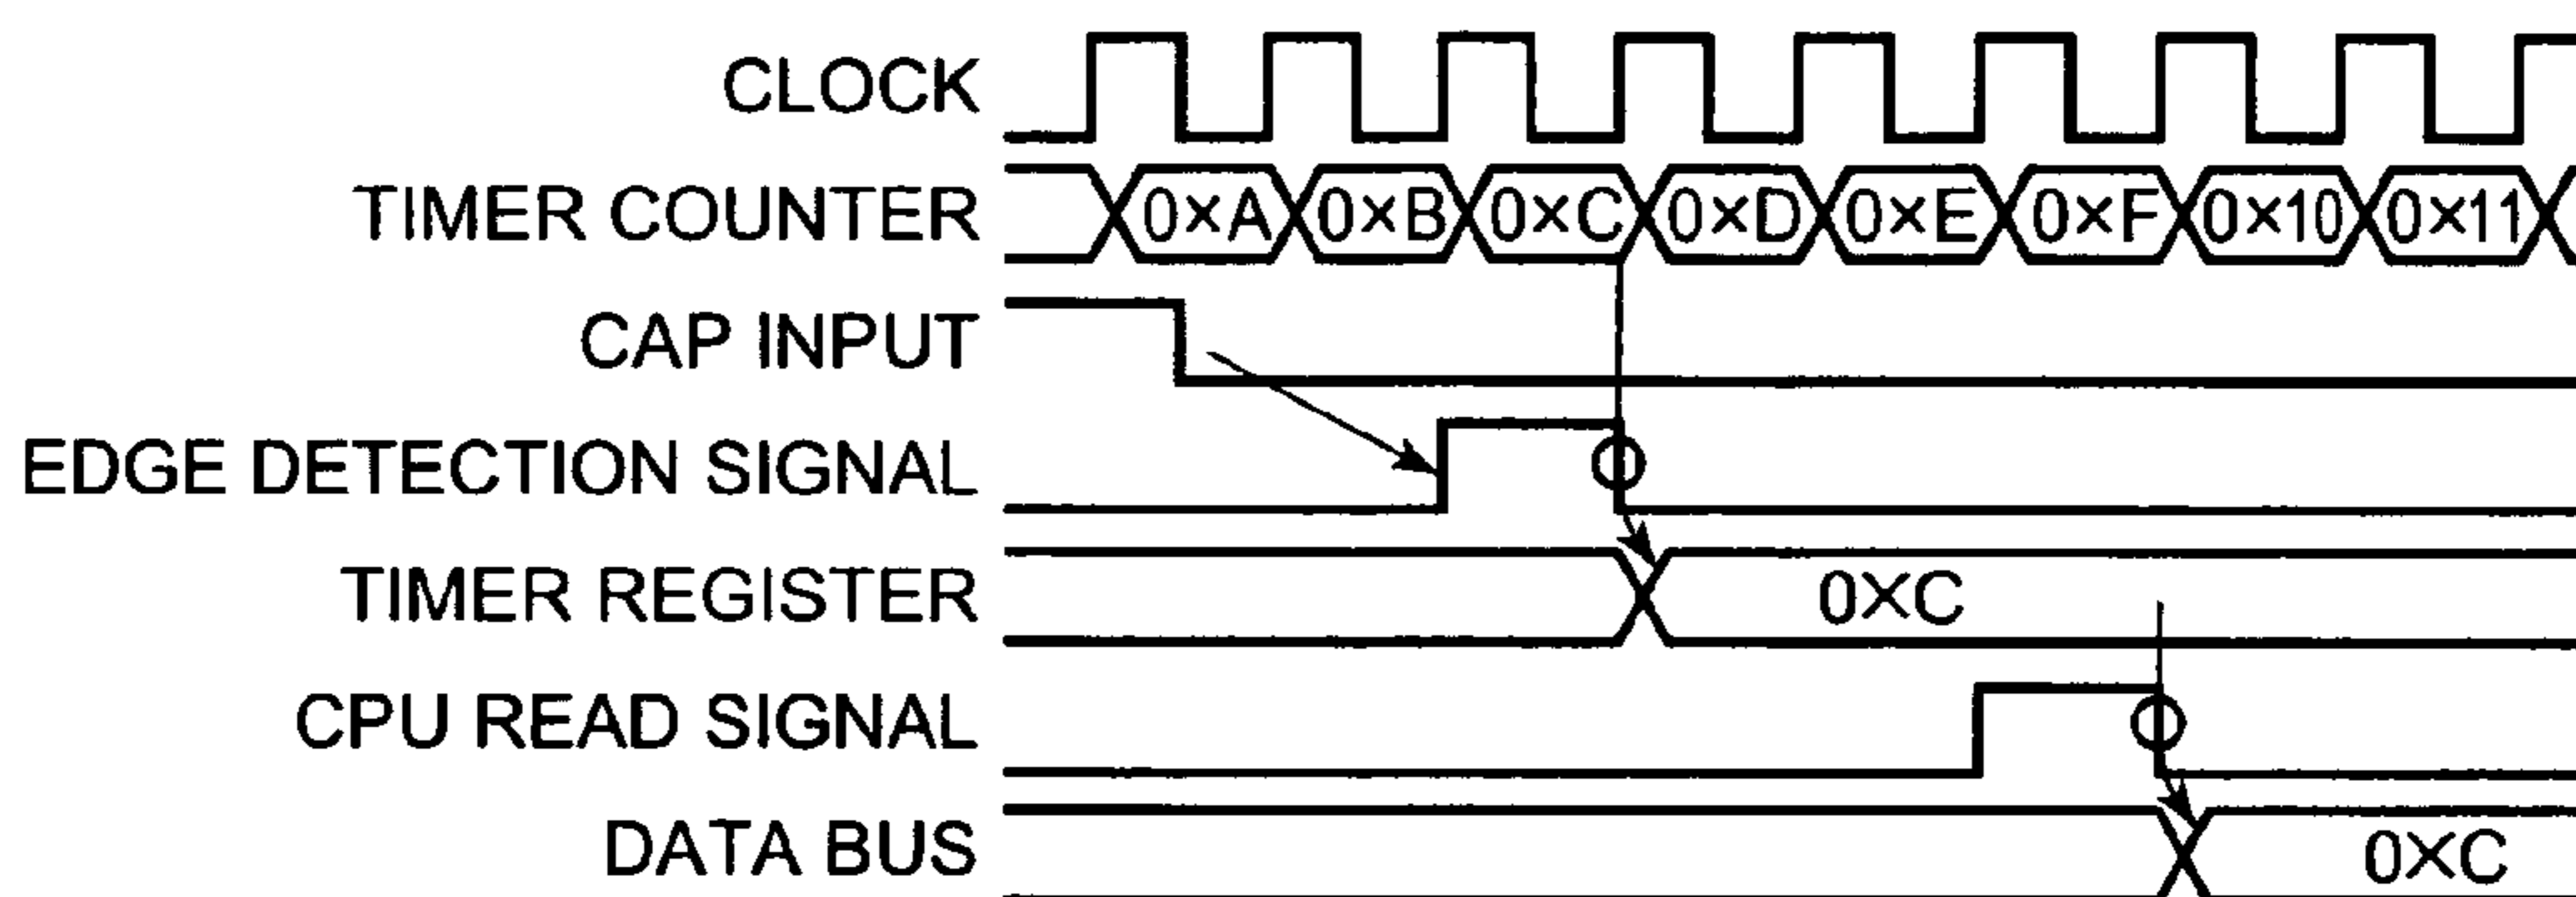 CLOCK
TIMER COUNTER 0×A 0×B 0×C 0×D 0×E 0×F 0×10 0×11
CAP INPUT
EDGE DETECTION SIGNAL
TIMER REGISTER 0×C
CPU READ SIGNAL
DATA BUS 0×C